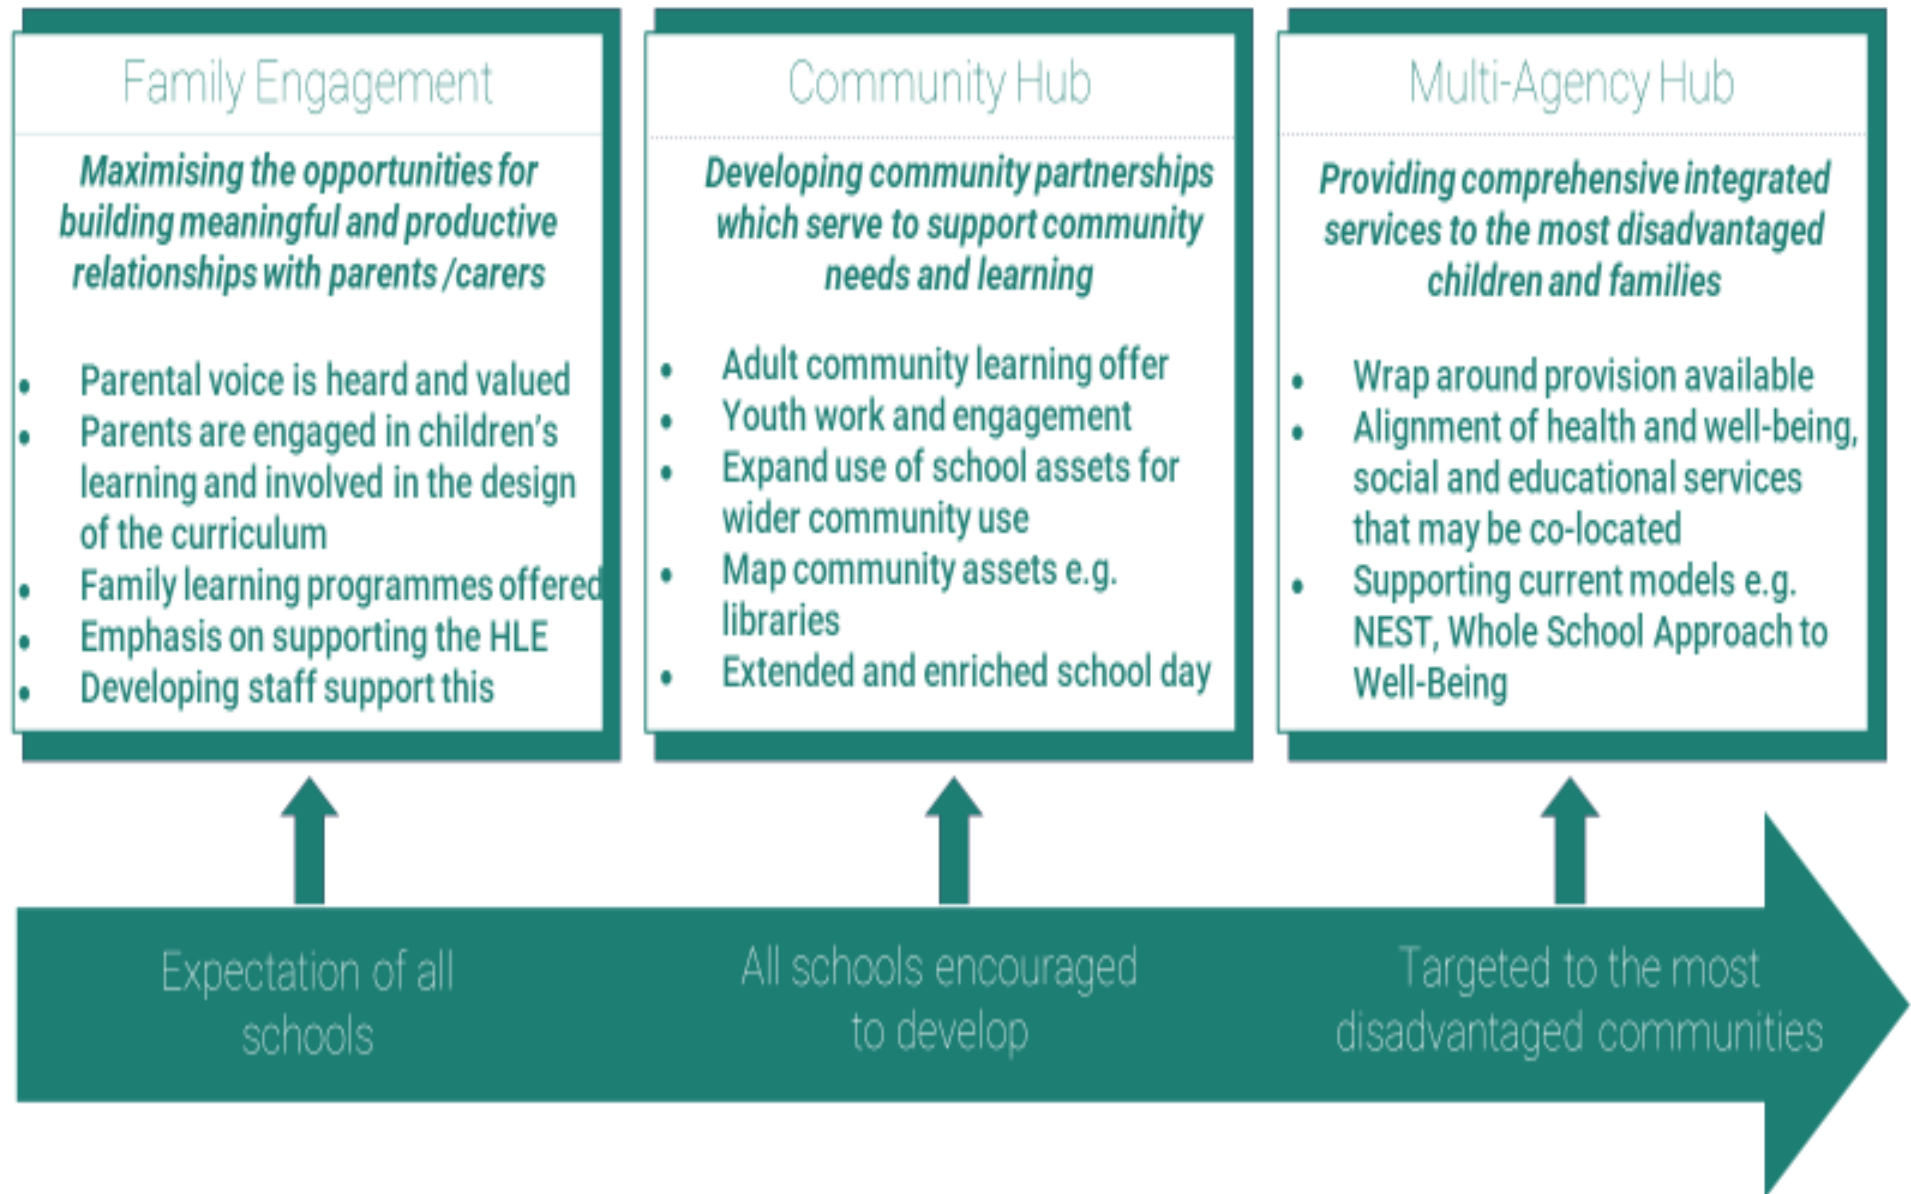 Family Engagement
Maximising the opportunities for
building meaningful and productive
relationships with parents /carers
• Parental voice is heard and valued
• Parents are engaged in children's
learning and involved in the design
of the curriculum
• Family learning programmes offered
• Emphasis on supporting the HLE
• Developing staff support this
Community Hub
Developing community partnerships
which serve to support community
needs and learning
• Adult community learning offer
• Youth work and engagement
• Expand use of school assets for
wider community use
• Map community assets e.g.
libraries
• Extended and enriched school day
Multi-Agency Hub
Providing comprehensive integrated
services to the most disadvantaged
children and families
• Wrap around provision available
• Alignment of health and well-being,
social and educational services
that may be co-located
• Supporting current models e.g.
NEST, Whole School Approach to
Well-Being
Expectation of all
schools
All schools encouraged
to develop
Targeted to the most
disadvantaged communities